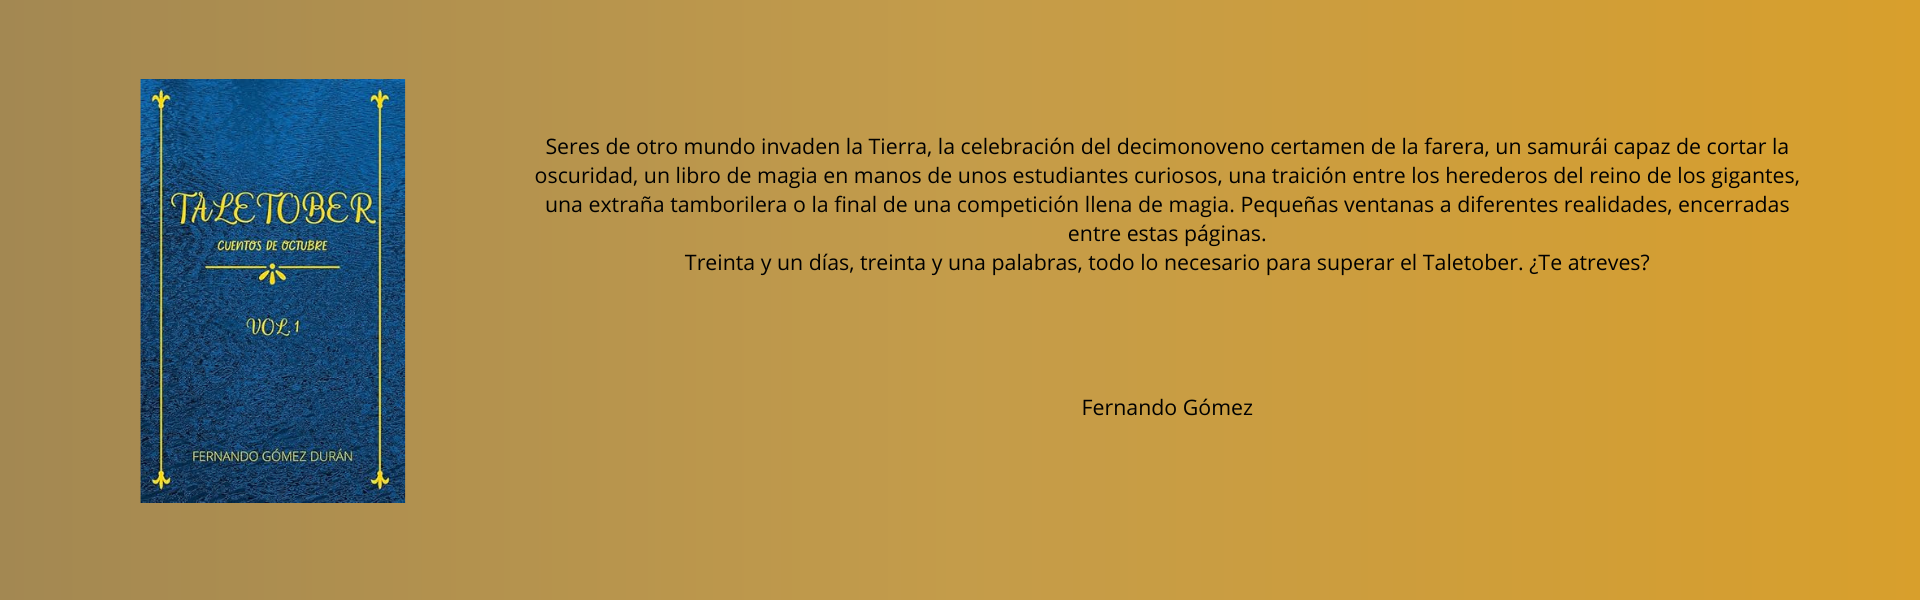 TALETOBER
CUENTOS DE OCTUBRE
VOL.1
FERNANDO GÓMEZ DURÁN
Seres de otro mundo invaden la Tierra, la celebración del decimonoveno certamen de la farera, un samurái capaz de cortar la
oscuridad, un libro de magia en manos de unos estudiantes curiosos, una traición entre los herederos del reino de los gigantes,
una extraña tamborilera o la final de una competición llena de magia. Pequeñas ventanas a diferentes realidades, encerradas
entre estas páginas.
Treinta y un días, treinta y una palabras, todo lo necesario para superar el Taletober. ¿Te atreves?
Fernando Gómez